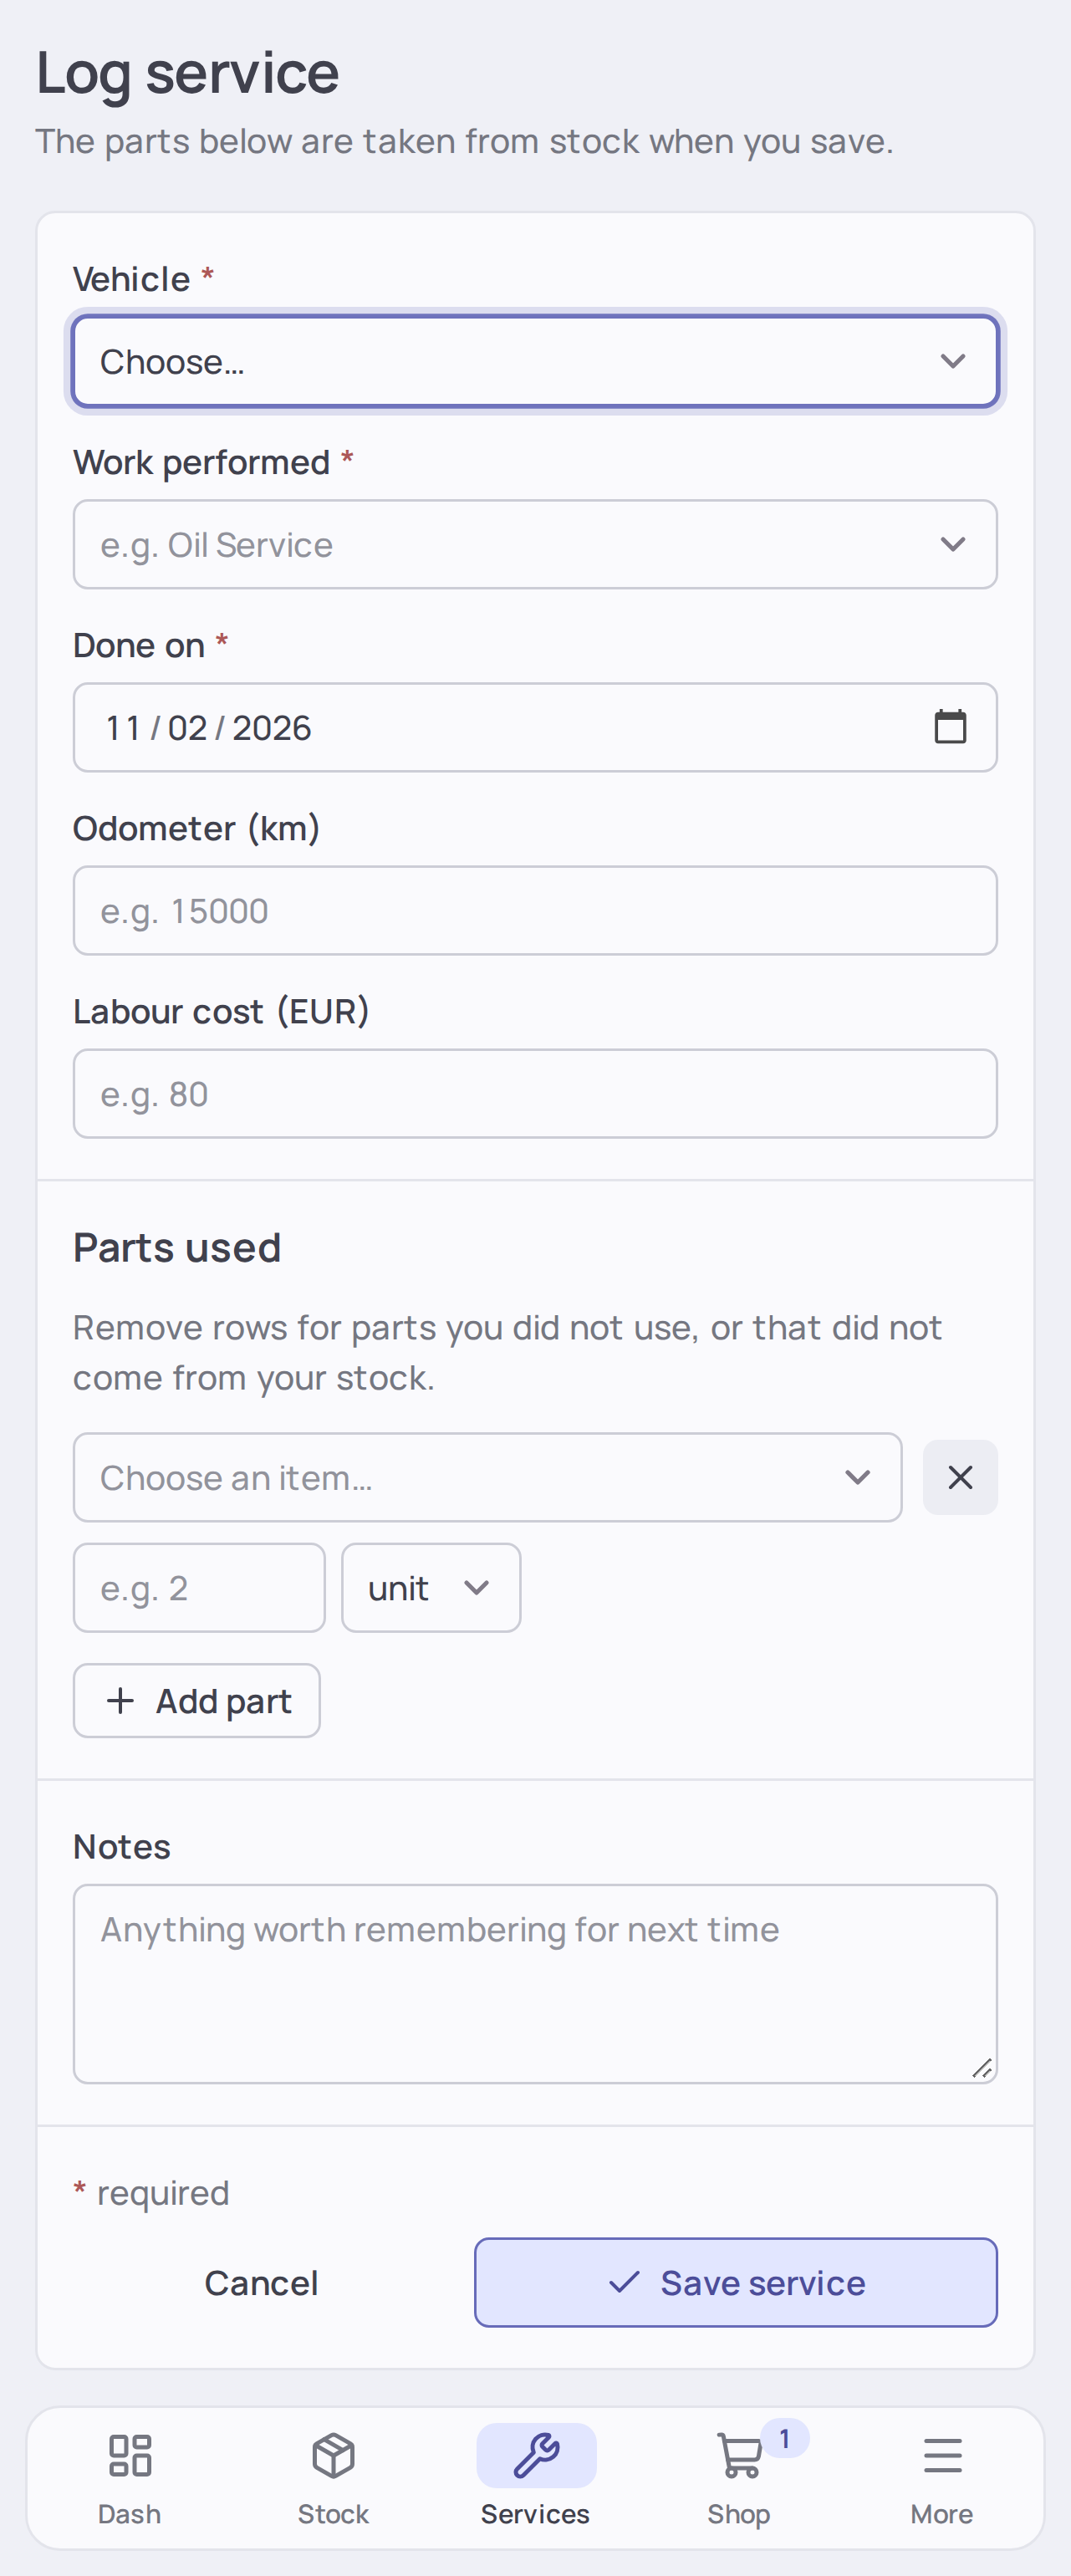 Log service
The parts below are taken from stock when you save.
Vehicle *
Choose...
Work performed *
e.g. Oil Service
Done on *
11 / 02 / 2026
Odometer (km)
e.g. 15000
Labour cost (EUR)
e.g. 80
Parts used
Remove rows for parts you did not use, or that did not
come from your stock.
Choose an item...
e.g. 2
unit
Add part
Notes
Anything worth remembering for next time
* required
Cancel
Save service
1
Dash
Stock
Services
Shop
More